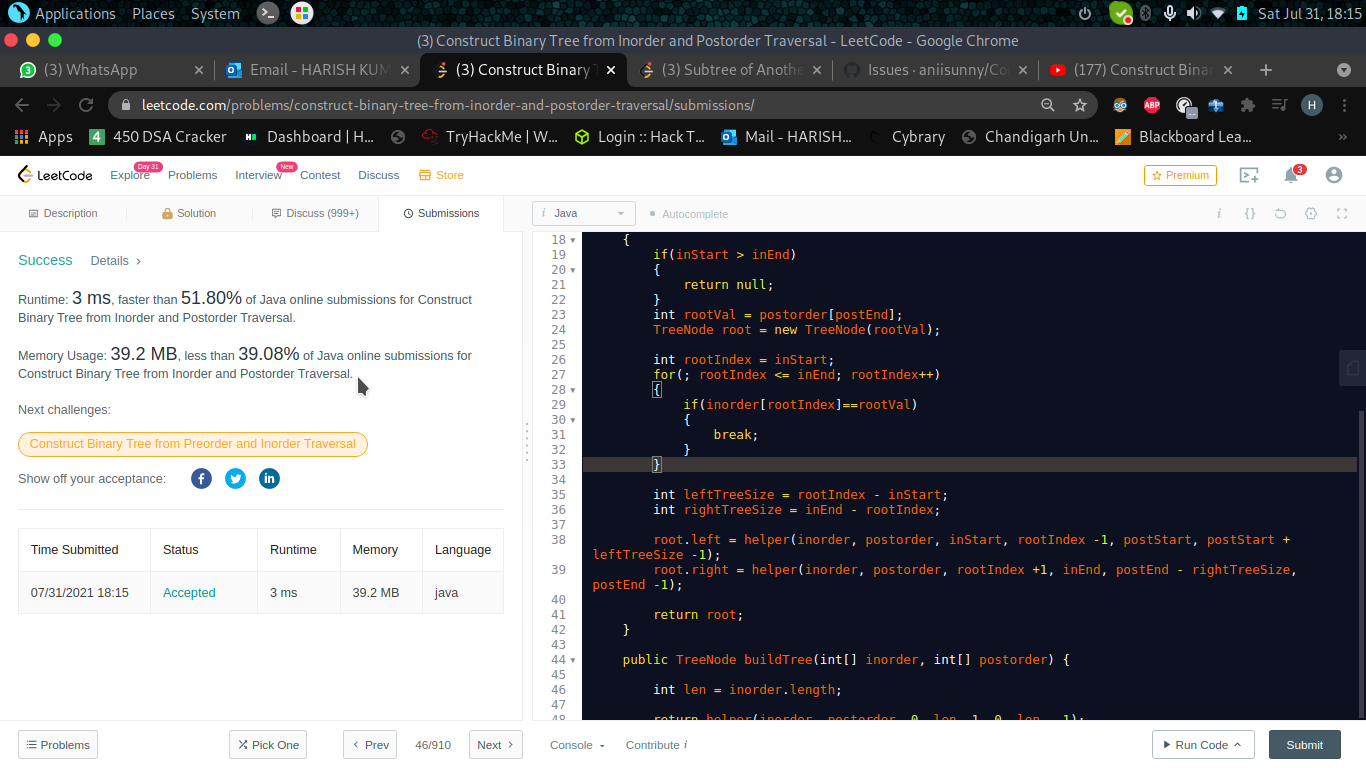 Applications Places System Sat Jul 31, 18:15
(3) Construct Binary Tree from Inorder and Postorder Traversal - LeetCode - Google Chrome
3 (3) WhatsApp × Email - HARISH KUM × (3) Construct Binary T × (3) Subtree of Anothe × Issues · aniisunny/Co × (177) Construct Binar × +
leetcode.com/problems/construct-binary-tree-from-inorder-and-postorder-traversal/submissions/ ABP H
Apps 4 450 DSA Cracker Dashboard | H... TryHackMe | W... Login :: Hack T... Mail - HARISH... Cybrary Chandigarh Un... Blackboard Lea... »
LeetCode Explore Day 31 Problems Interview New Contest Discuss Store Premium 3
Description Solution Discuss (999+) Submissions i Java Autocomplete i {}
Success Details >
Runtime: 3 ms, faster than 51.80% of Java online submissions for Construct
Binary Tree from Inorder and Postorder Traversal.
Memory Usage: 39.2 MB, less than 39.08% of Java online submissions for
Construct Binary Tree from Inorder and Postorder Traversal.
Next challenges:
Construct Binary Tree from Preorder and Inorder Traversal
Show off your acceptance:
Time Submitted Status Runtime Memory Language
07/31/2021 18:15 Accepted 3 ms 39.2 MB java
18 {
19 if(inStart > inEnd)
20 {
21 return null;
22 }
23 int rootVal = postorder[postEnd];
24 TreeNode root = new TreeNode(rootVal);
25
26 int rootIndex = inStart;
27 for(; rootIndex <= inEnd; rootIndex++)
28 {
29 if(inorder[rootIndex]==rootVal)
30 {
31 break;
32 }
33 }
34
35 int leftTreeSize = rootIndex - inStart;
36 int rightTreeSize = inEnd - rootIndex;
37
38 root.left = helper(inorder, postorder, inStart, rootIndex -1, postStart, postStart +
leftTreeSize -1);
39 root.right = helper(inorder, postorder, rootIndex +1, inEnd, postEnd - rightTreeSize,
postEnd -1);
40
41 return root;
42 }
43
44 public TreeNode buildTree(int[] inorder, int[] postorder) {
45
46 int len = inorder.length;
47
48 return helper(inorder, postorder, 0, len -1, 0, len - 1);
Problems Pick One Prev 46/910 Next Console Contribute i Run Code Submit